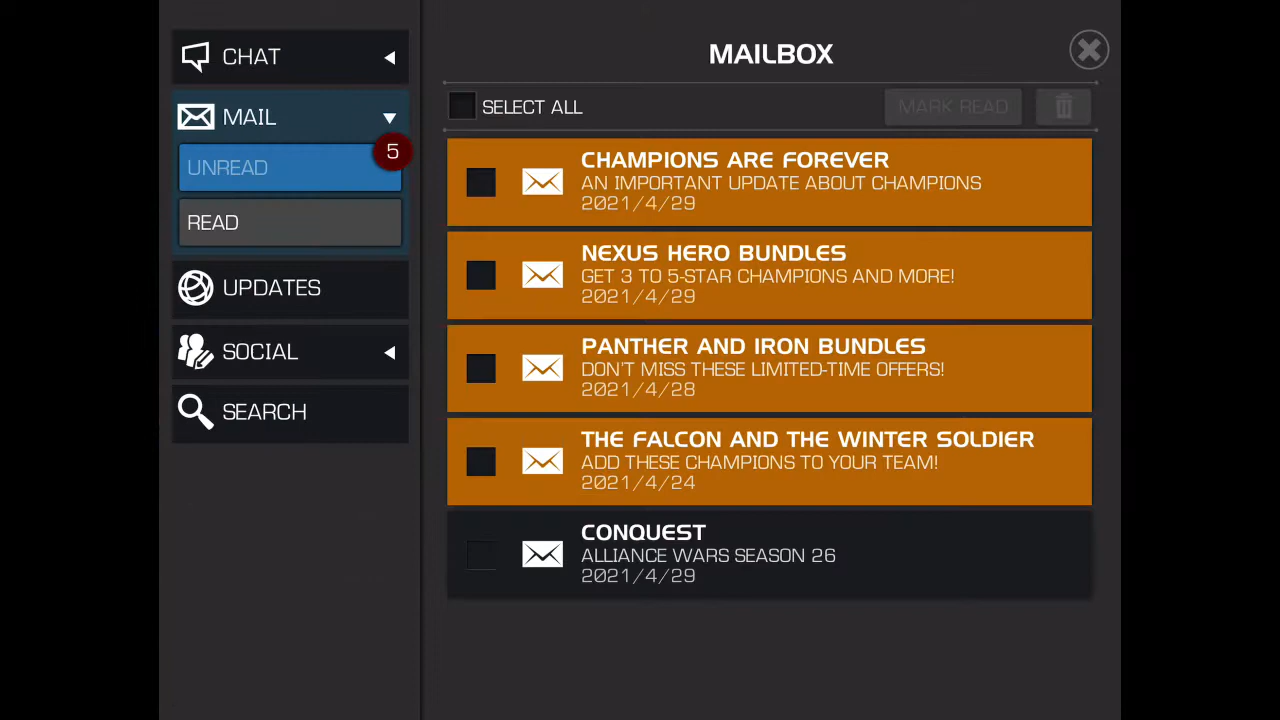 CHAT
MAIL
5
UNREAD
READ
UPDATES
SOCIAL
SEARCH
MAILBOX
SELECT ALL
MARK READ
CHAMPIONS ARE FOREVER
AN IMPORTANT UPDATE ABOUT CHAMPIONS
2021/4/29
NEXUS HERO BUNDLES
GET 3 TO 5-STAR CHAMPIONS AND MORE!
2021/4/29
PANTHER AND IRON BUNDLES
DON'T MISS THESE LIMITED-TIME OFFERS!
2021/4/28
THE FALCON AND THE WINTER SOLDIER
ADD THESE CHAMPIONS TO YOUR TEAM!
2021/4/24
CONQUEST
ALLIANCE WARS SEASON 26
2021/4/29